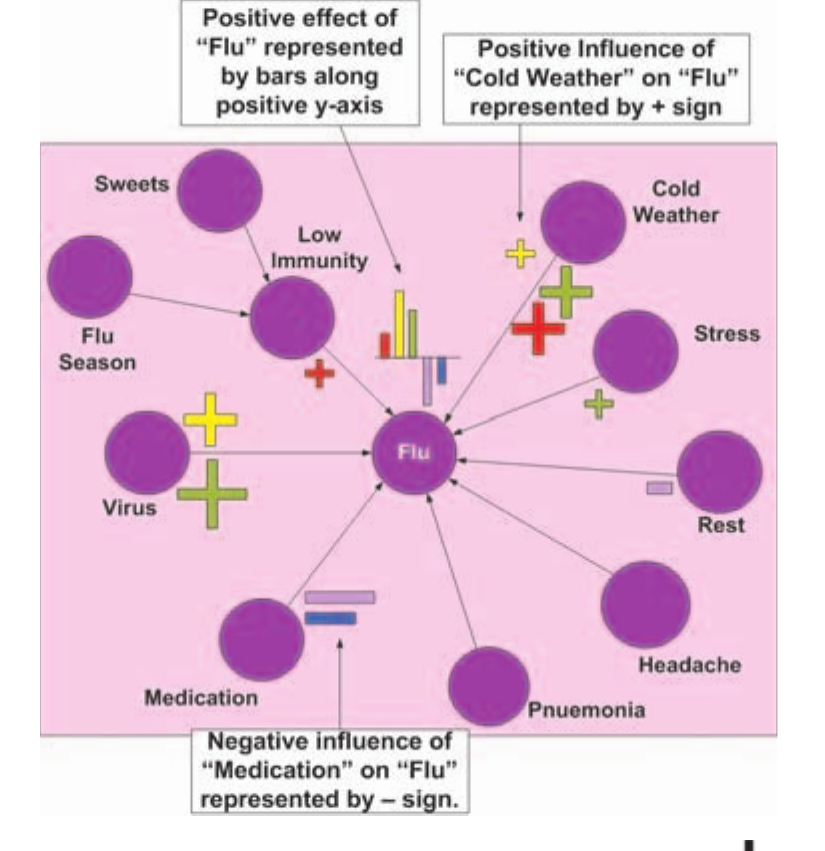 Positive effect of
“Flu” represented
by bars along
positive y-axis
Positive Influence of
“Cold Weather” on “Flu”
represented by + sign
Sweets
Cold
Weather
Low
Immunity
Flu
Season
Stress
Flu
Virus
Rest
Headache
Medication
Pnuemonia
Negative influence of
“Medication” on “Flu”
represented by – sign.